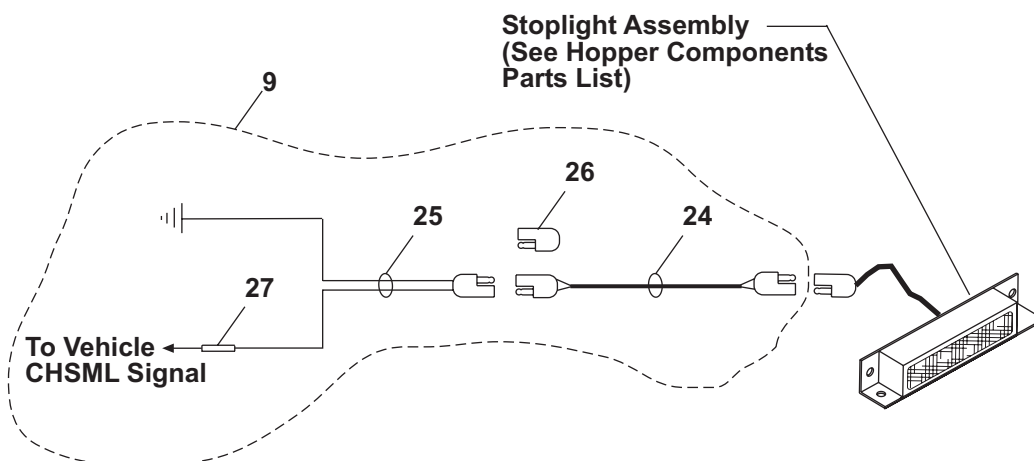 Stoplight Assembly
(See Hopper Components
Parts List)
9
26
25
24
27
To Vehicle
CHSML Signal